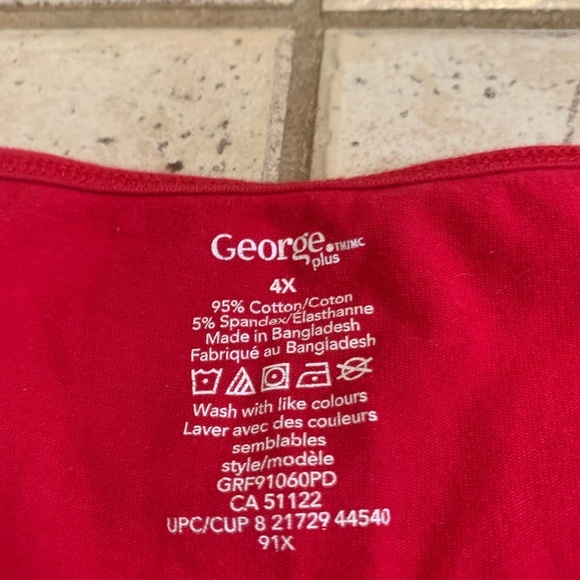 George.TM/MC
plus
4X
95% Cotton/Coton
5% Spandex/Élasthanne
Made in Bangladesh
Fabriqué au Bangladesh
Wash with like colours
Laver avec des couleurs
semblables
style/modèle
GRF91060PD
CA 51122
UPC/CUP 8 21729 44540
91X